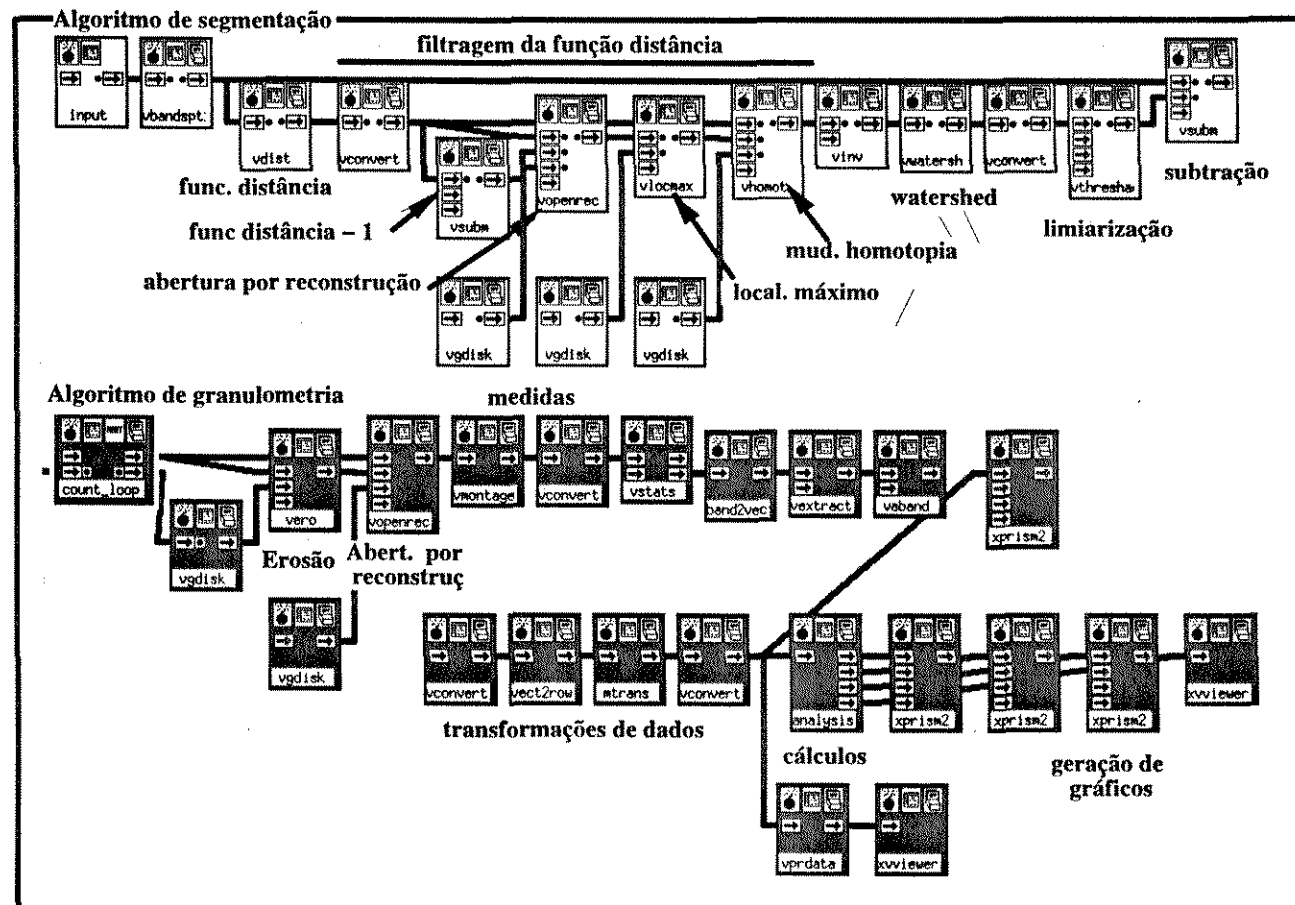 Algoritmo de segmentação
filtragem da função distância
input
vbandspt:
vdist
vconvert
vsubm
vopenrec
vlocmax
vhomot
vinv
vwatersh
vconvert
vthresha
vsubm
func. distância
func distância – 1
abertura por reconstrução
local. máximo
mud. homotopia
watershed
limiarização
subtração
vgdisk
vgdisk
vgdisk
Algoritmo de granulometria
medidas
count_loop
vgdisk
vero
vopenrec
vmontage
vconvert
vstats
band2vec
vextract
vaband
xprism2
Erosão
Abert. por
reconstruç
vgdisk
vconvert
vect2row
mtrans
vconvert
analysis
xprism2
xprism2
xprism2
xvviewer
transformações de dados
cálculos
geração de
gráficos
vprdata
xvviewer